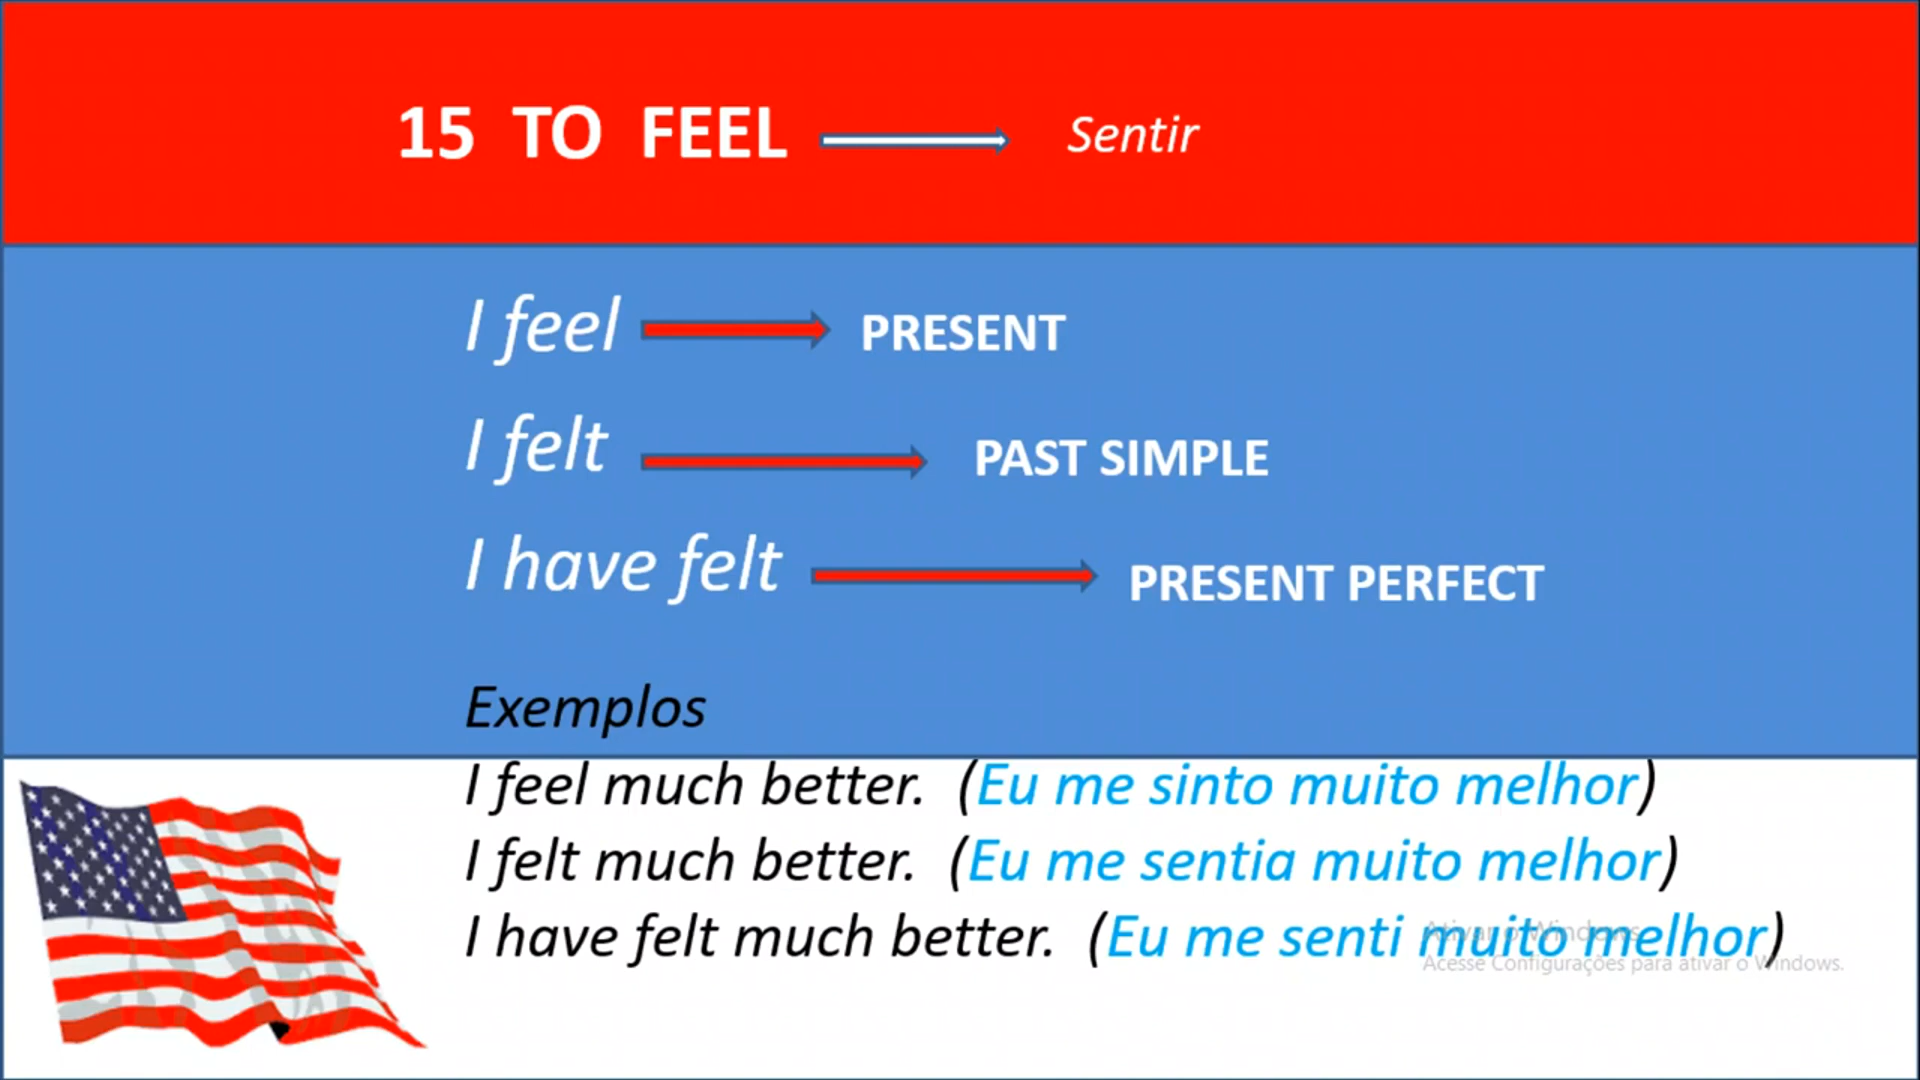 15 TO FEEL Sentir
I feel PRESENT
I felt PAST SIMPLE
I have felt PRESENT PERFECT
Exemplos
I feel much better. (Eu me sinto muito melhor)
I felt much better. (Eu me sentia muito melhor)
I have felt much better. (Eu me senti muito melhor)
Ativar o Windows
Acesse Configurações para ativar o Windows.